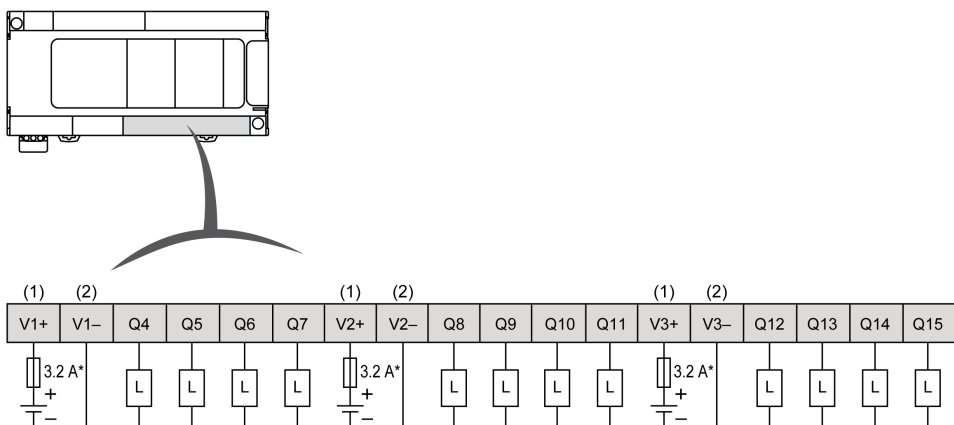 (1) (2) (1) (2) (1) (2)
V1+ V1– Q4 Q5 Q6 Q7 V2+ V2– Q8 Q9 Q10 Q11 V3+ V3– Q12 Q13 Q14 Q15
3.2 A* L L L L 3.2 A* L L L L 3.2 A* L L L L
+ + +
– – –